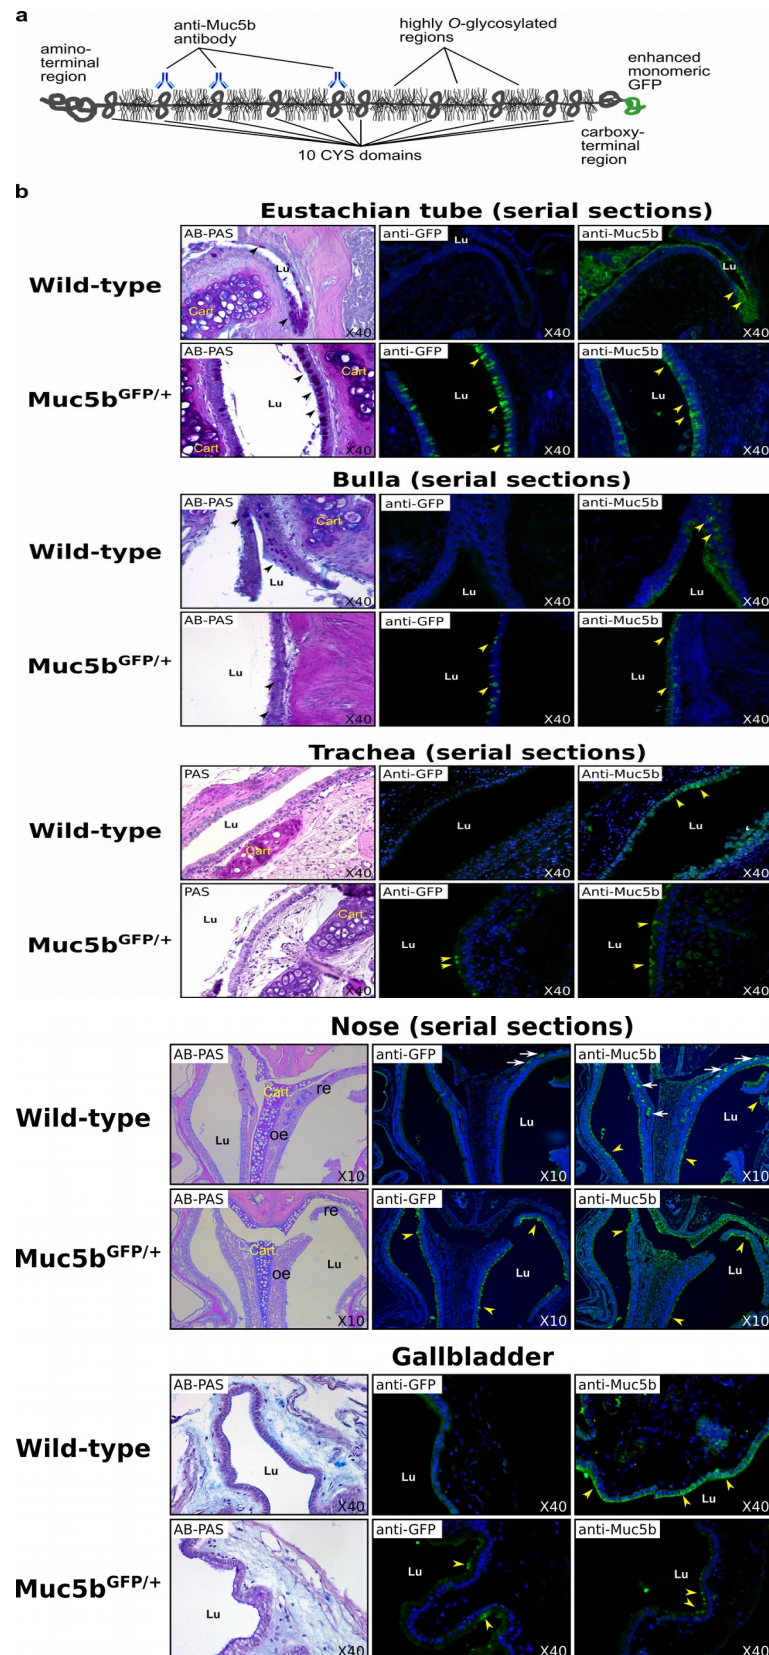 a
anti-Muc5b
antibody
highly O-glycosylated
regions
amino-
terminal
region
enhanced
monomeric
GFP
10 CYS domains
carboxy-
terminal
region
b
Eustachian tube (serial sections)
Wild-type
AB-PAS
Lu
Cart
X40
anti-GFP
Lu
X40
anti-Muc5b
Lu
X40
Muc5bGFP/+
AB-PAS
Cart
Lu
Cart
X40
anti-GFP
Lu
X40
anti-Muc5b
Lu
X40
Bulla (serial sections)
Wild-type
AB-PAS
Cart
Lu
X40
anti-GFP
Lu
X40
anti-Muc5b
Lu
X40
Muc5bGFP/+
AB-PAS
Lu
X40
anti-GFP
Lu
X40
anti-Muc5b
Lu
X40
Trachea (serial sections)
Wild-type
PAS
Lu
Cart
X40
Anti-GFP
Lu
X40
Anti-Muc5b
Lu
X40
Muc5bGFP/+
PAS
Lu
Cart
X40
Anti-GFP
Lu
X40
Anti-Muc5b
Lu
X40
Nose (serial sections)
Wild-type
AB-PAS
Cart.
re
Lu
oe
X10
anti-GFP
Lu
X10
anti-Muc5b
Lu
X10
Muc5bGFP/+
AB-PAS
re
Cart.
oe
Lu
X10
anti-GFP
Lu
X10
anti-Muc5b
Lu
X10
Gallbladder
Wild-type
AB-PAS
Lu
X40
anti-GFP
Lu
X40
anti-Muc5b
Lu
X40
Muc5bGFP/+
AB-PAS
Lu
X40
anti-GFP
Lu
X40
anti-Muc5b
Lu
X40